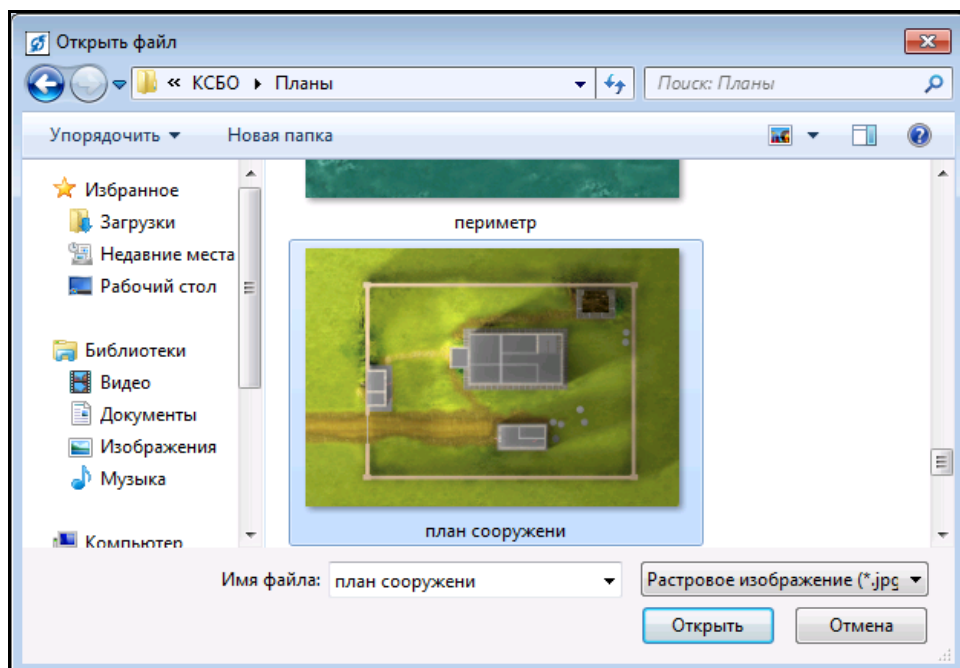 Открыть файл
« КСБО Планы
Поиск: Планы
Упорядочить Новая папка
Избранное
Загрузки
Недавние места
Рабочий стол
Библиотеки
Видео
Документы
Изображения
Музыка
Компьютер
периметр
план сооружени
Имя файла: план сооружени
Растровое изображение (*.jpg
Открыть Отмена